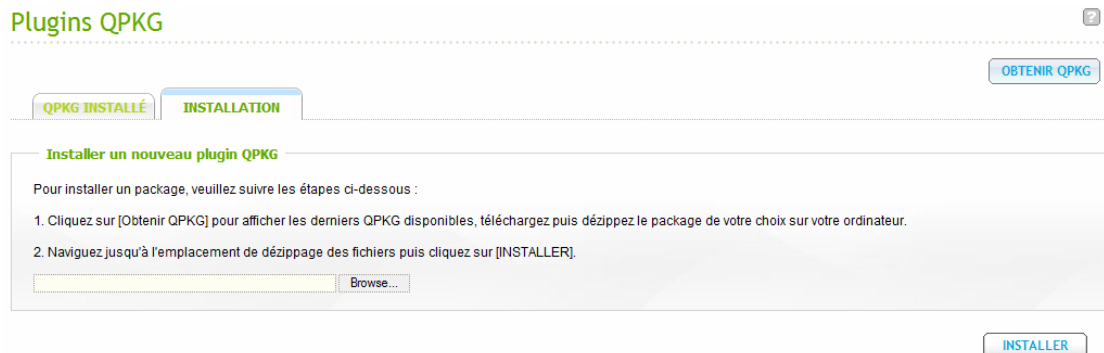 Plugins QPKG
?
OBTENIR QPKG
QPKG INSTALLÉ
INSTALLATION
Installer un nouveau plugin QPKG
Pour installer un package, veuillez suivre les étapes ci-dessous :
1. Cliquez sur [Obtenir QPKG] pour afficher les derniers QPKG disponibles, téléchargez puis dézippez le package de votre choix sur votre ordinateur.
2. Naviguez jusqu'à l'emplacement de dézippage des fichiers puis cliquez sur [INSTALLER].
Browse...
INSTALLER